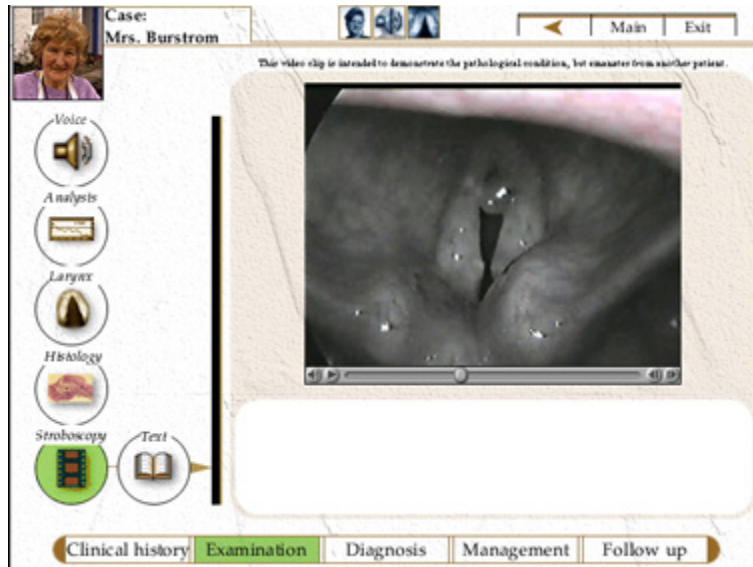 Case:
Mrs. Burstrom
Main
Exit
This video clip is intended to demonstrate the pathological condition, but emanates from another patient.
Voice
Analysis
Larynx
Histology
Stroboscopy
Text
Clinical history
Examination
Diagnosis
Management
Follow up